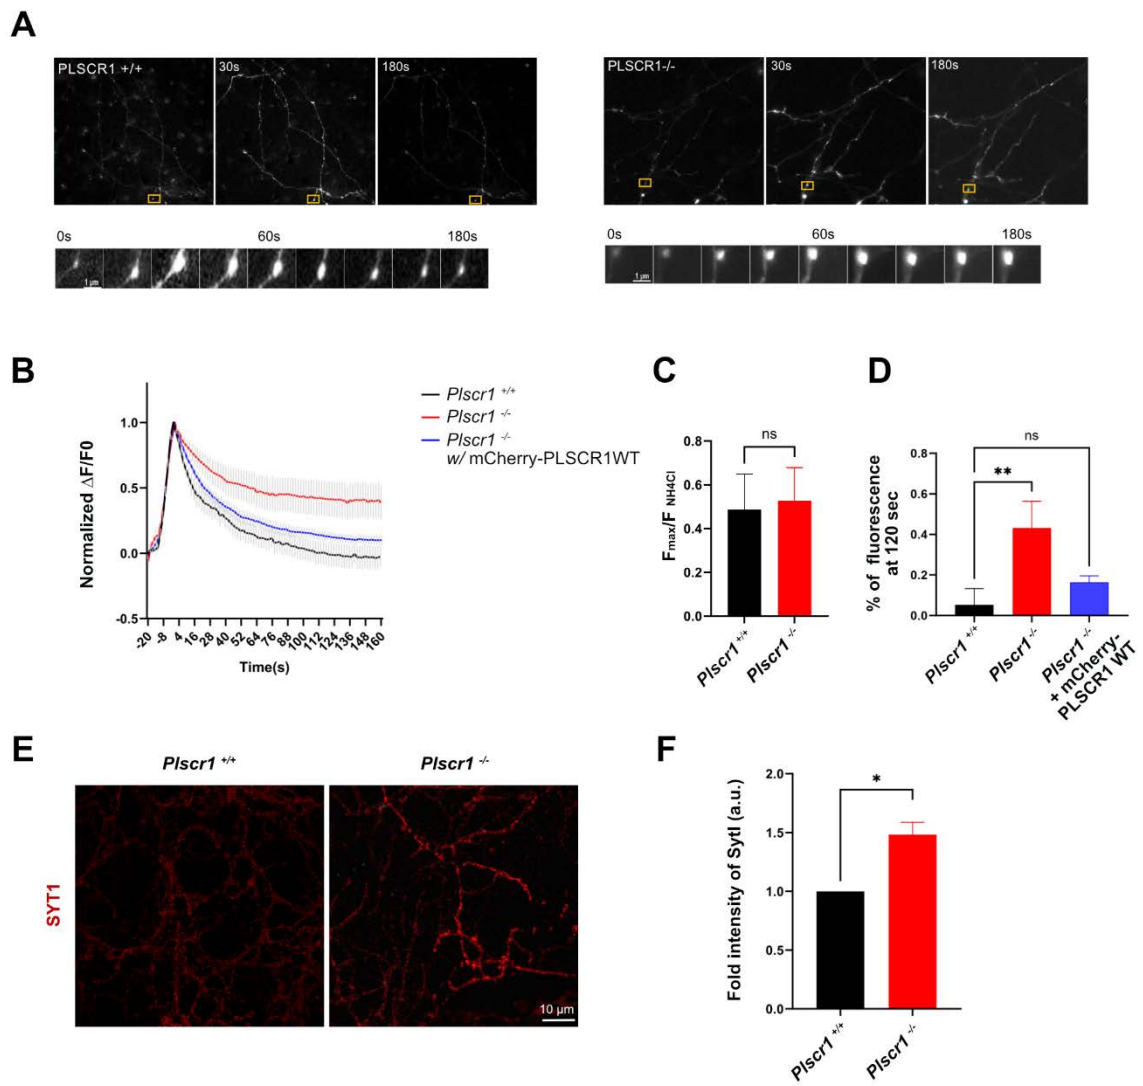 A
PLSCR1 +/+ 30s 180s
PLSCR1-/- 30s 180s
0s 60s 180s
1 μm
0s 60s 180s
1 μm
B
Normalized ΔF/F0
1.0
0.5
0.0
-0.5
-20 -8 4 16 28 40 52 64 76 88 100 112 124 136 148 160
Time(s)
Plscr1 +/+
Plscr1 -/-
Plscr1 -/-
w/ mCherry-PLSCR1WT
C
Fmax/F NH4Cl
0.8
0.6
0.4
0.2
0.0
ns
Plscr1 +/+
Plscr1 -/-
D
% of fluorescence
at 120 sec
0.8
0.6
0.4
0.2
0.0
ns
**
Plscr1 +/+
Plscr1 -/-
Plscr1 -/-
+ mCherry-
PLSCR1 WT
E
Plscr1 +/+ Plscr1 -/-
SYT1
10 μm
F
Fold intensity of SytI (a.u.)
2.0
1.5
1.0
0.5
0.0
*
Plscr1 +/+
Plscr1 -/-